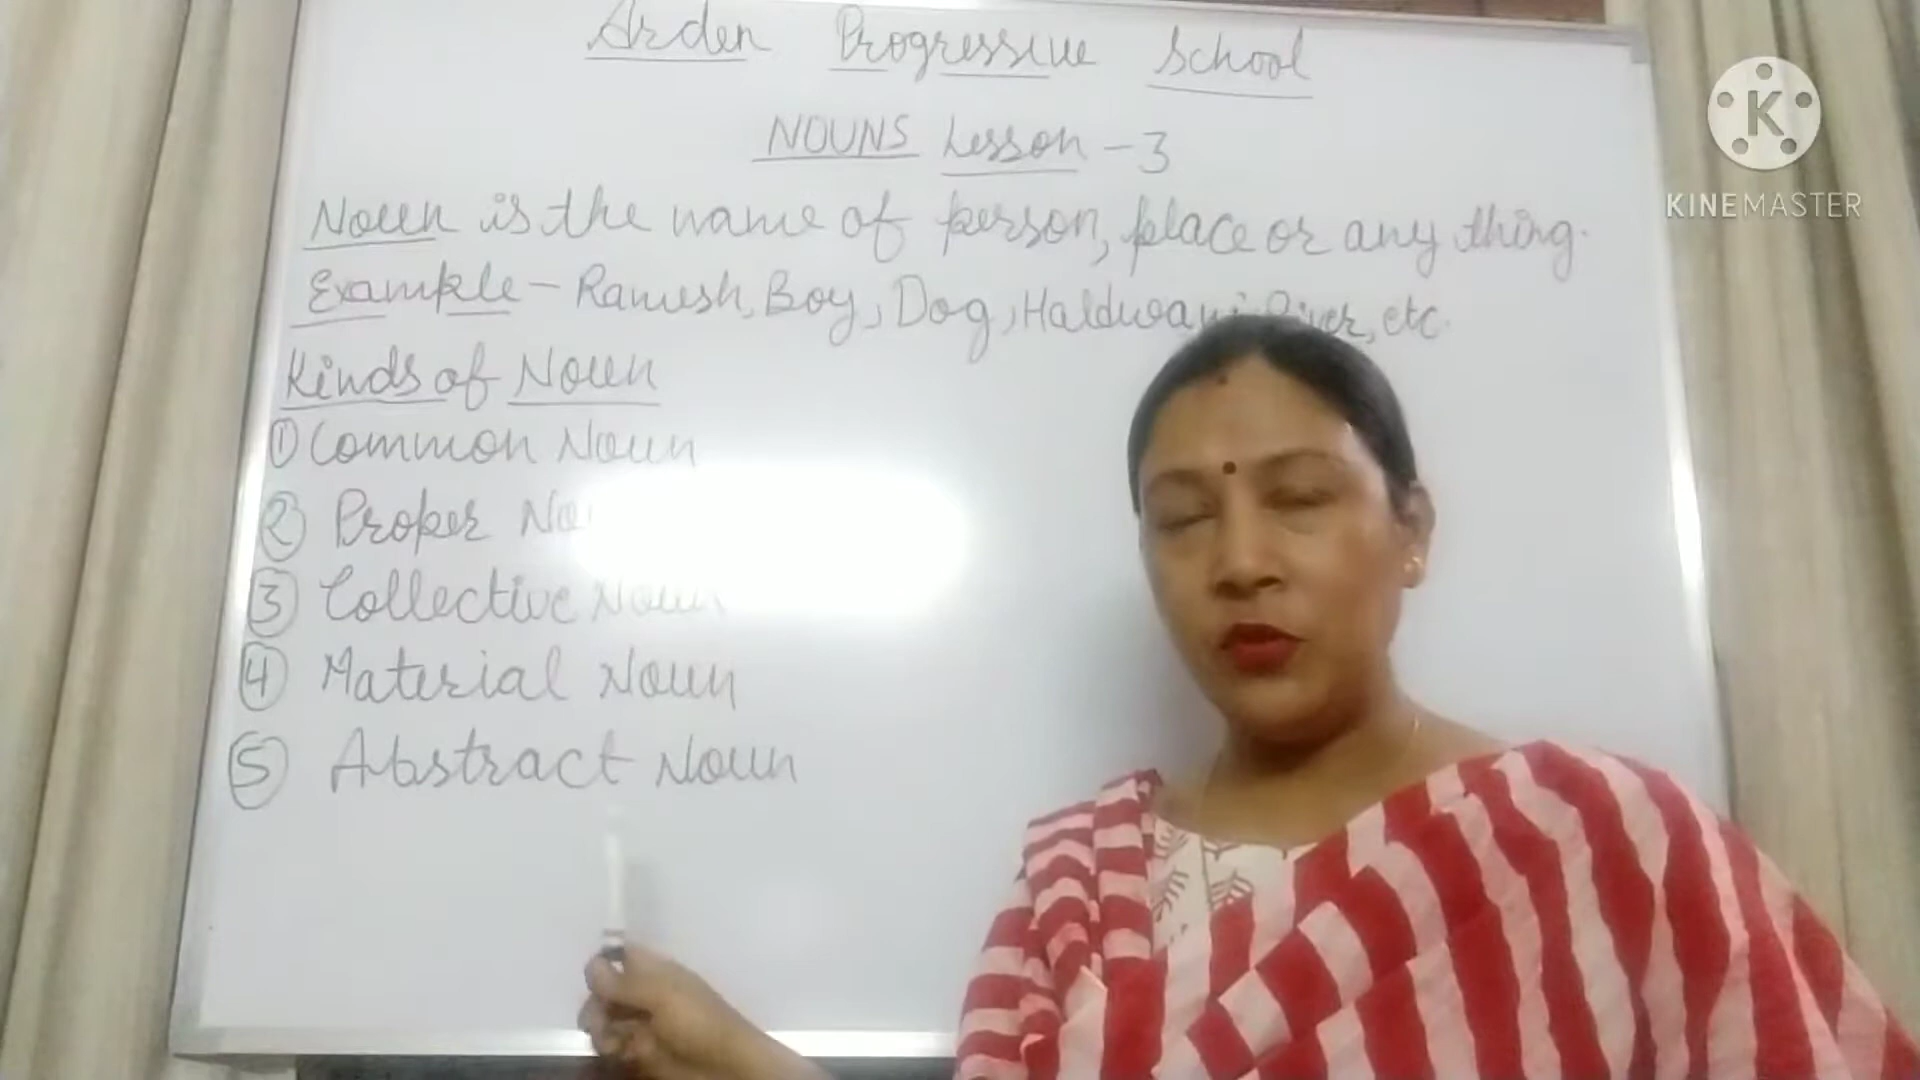 Arden Progressive School
NOUNS Lesson - 3
Noun is the name of person, place or any thing.
Example - Ramesh, Boy, Dog, Haldwani, River, etc.
Kinds of Noun
① Common Noun
② Proper
③ Collective Noun
④ Material Noun
⑤ Abstract Noun
K
KINEMASTER